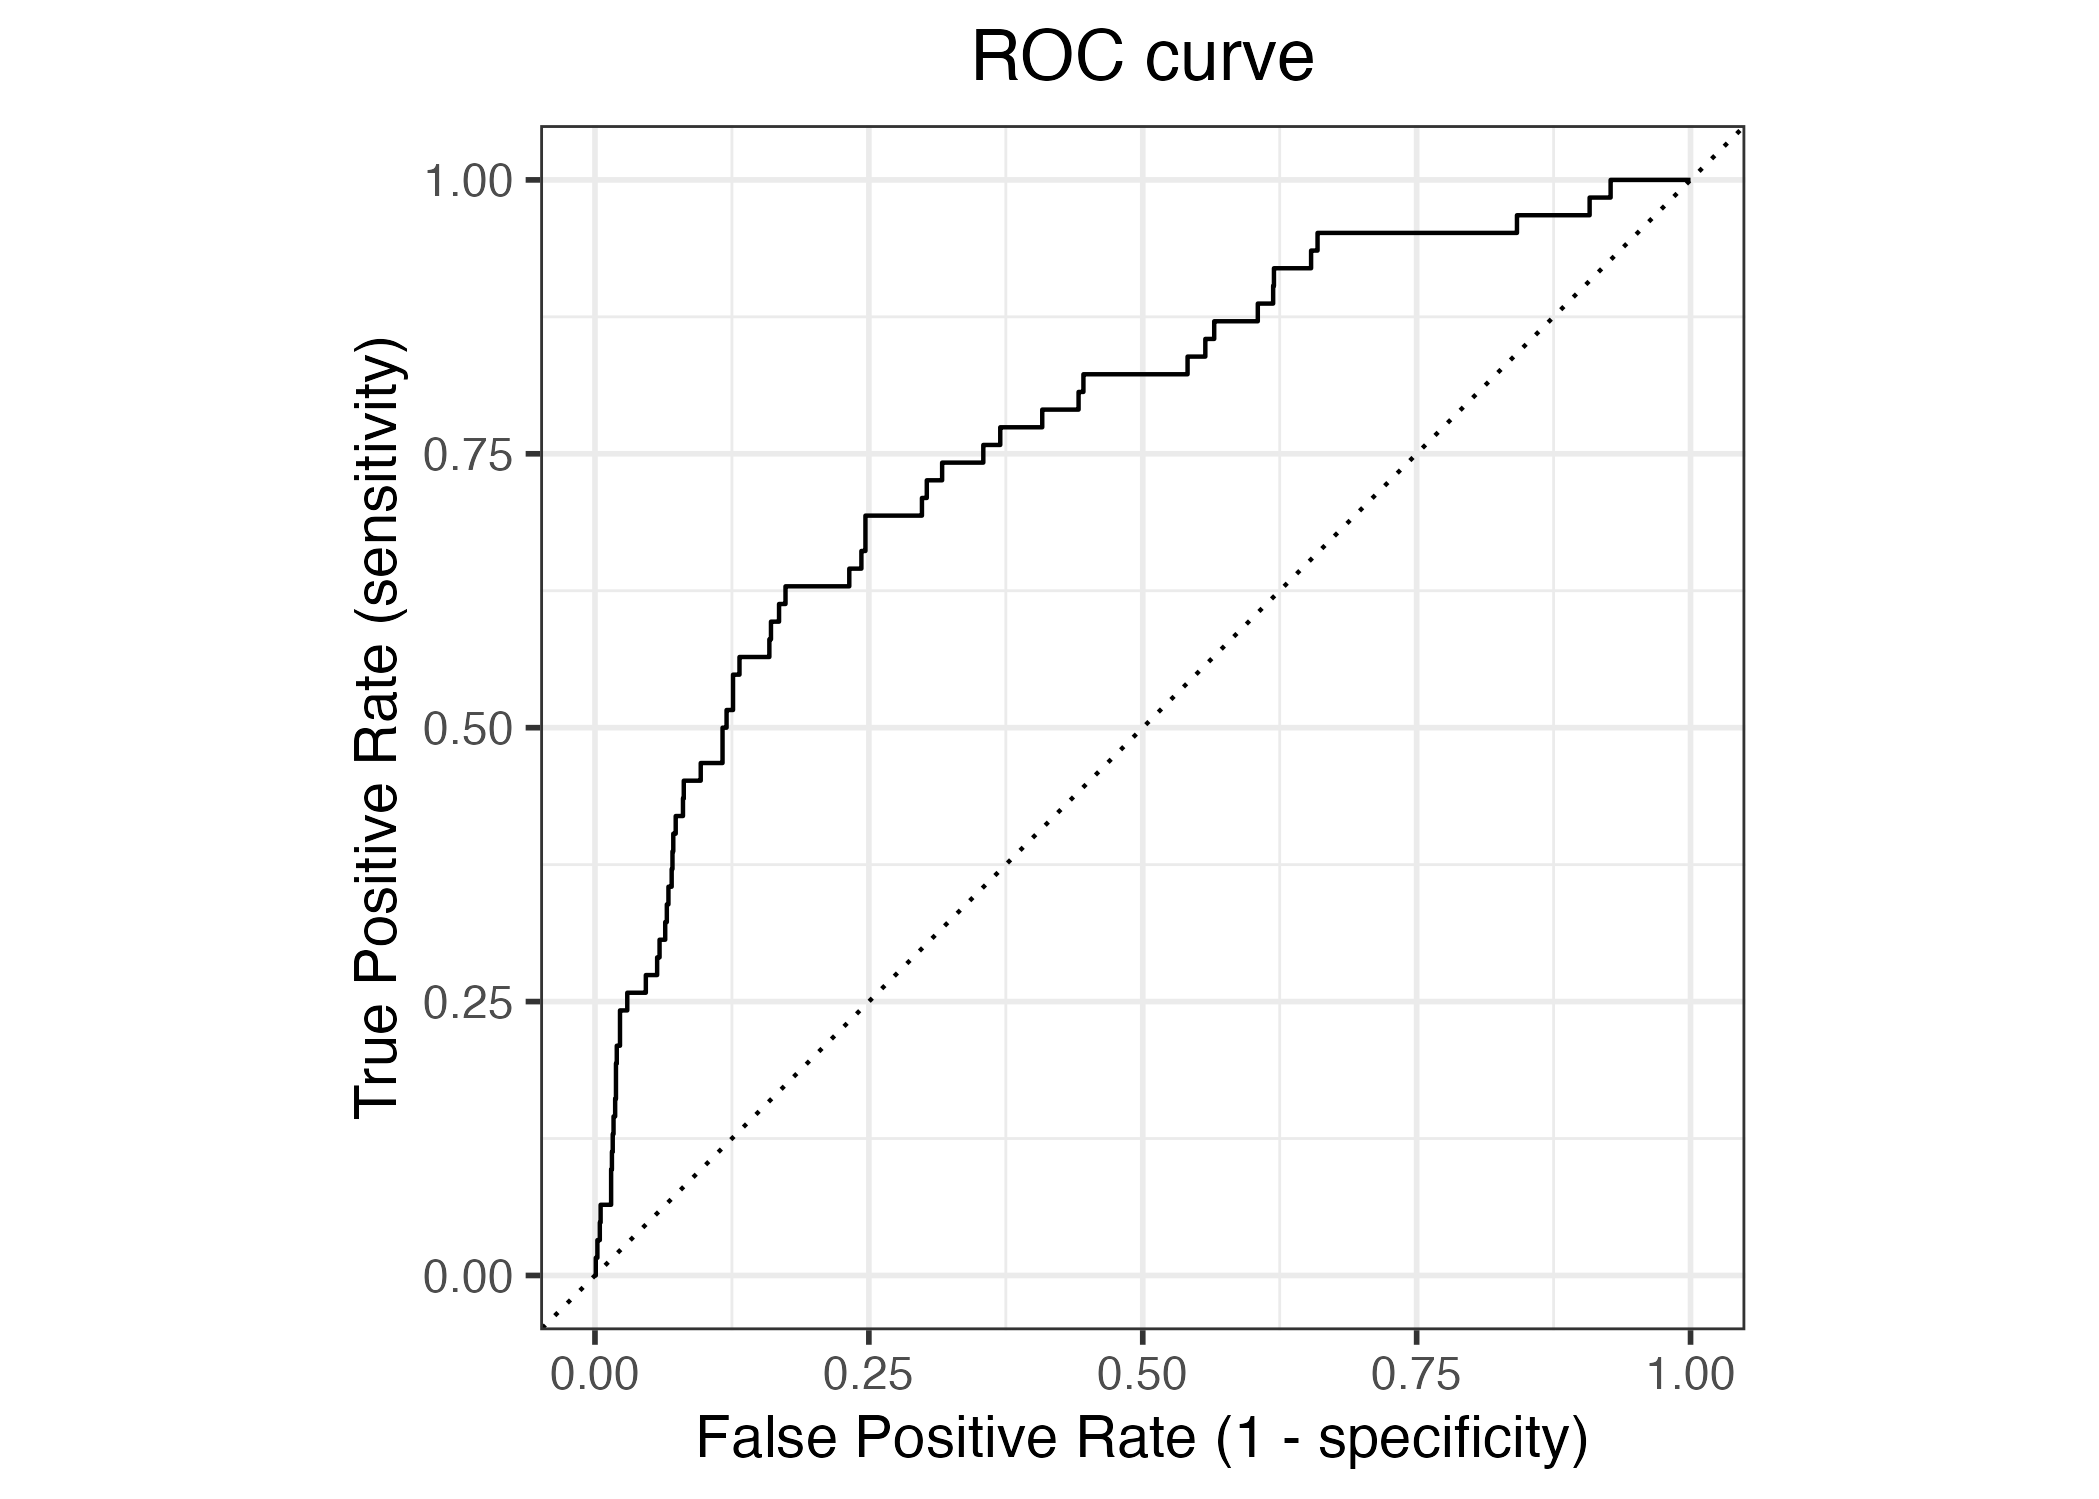 ROC curve
True Positive Rate (sensitivity)
1.00
0.75
0.50
0.25
0.00
0.00 0.25 0.50 0.75 1.00
False Positive Rate (1 - specificity)